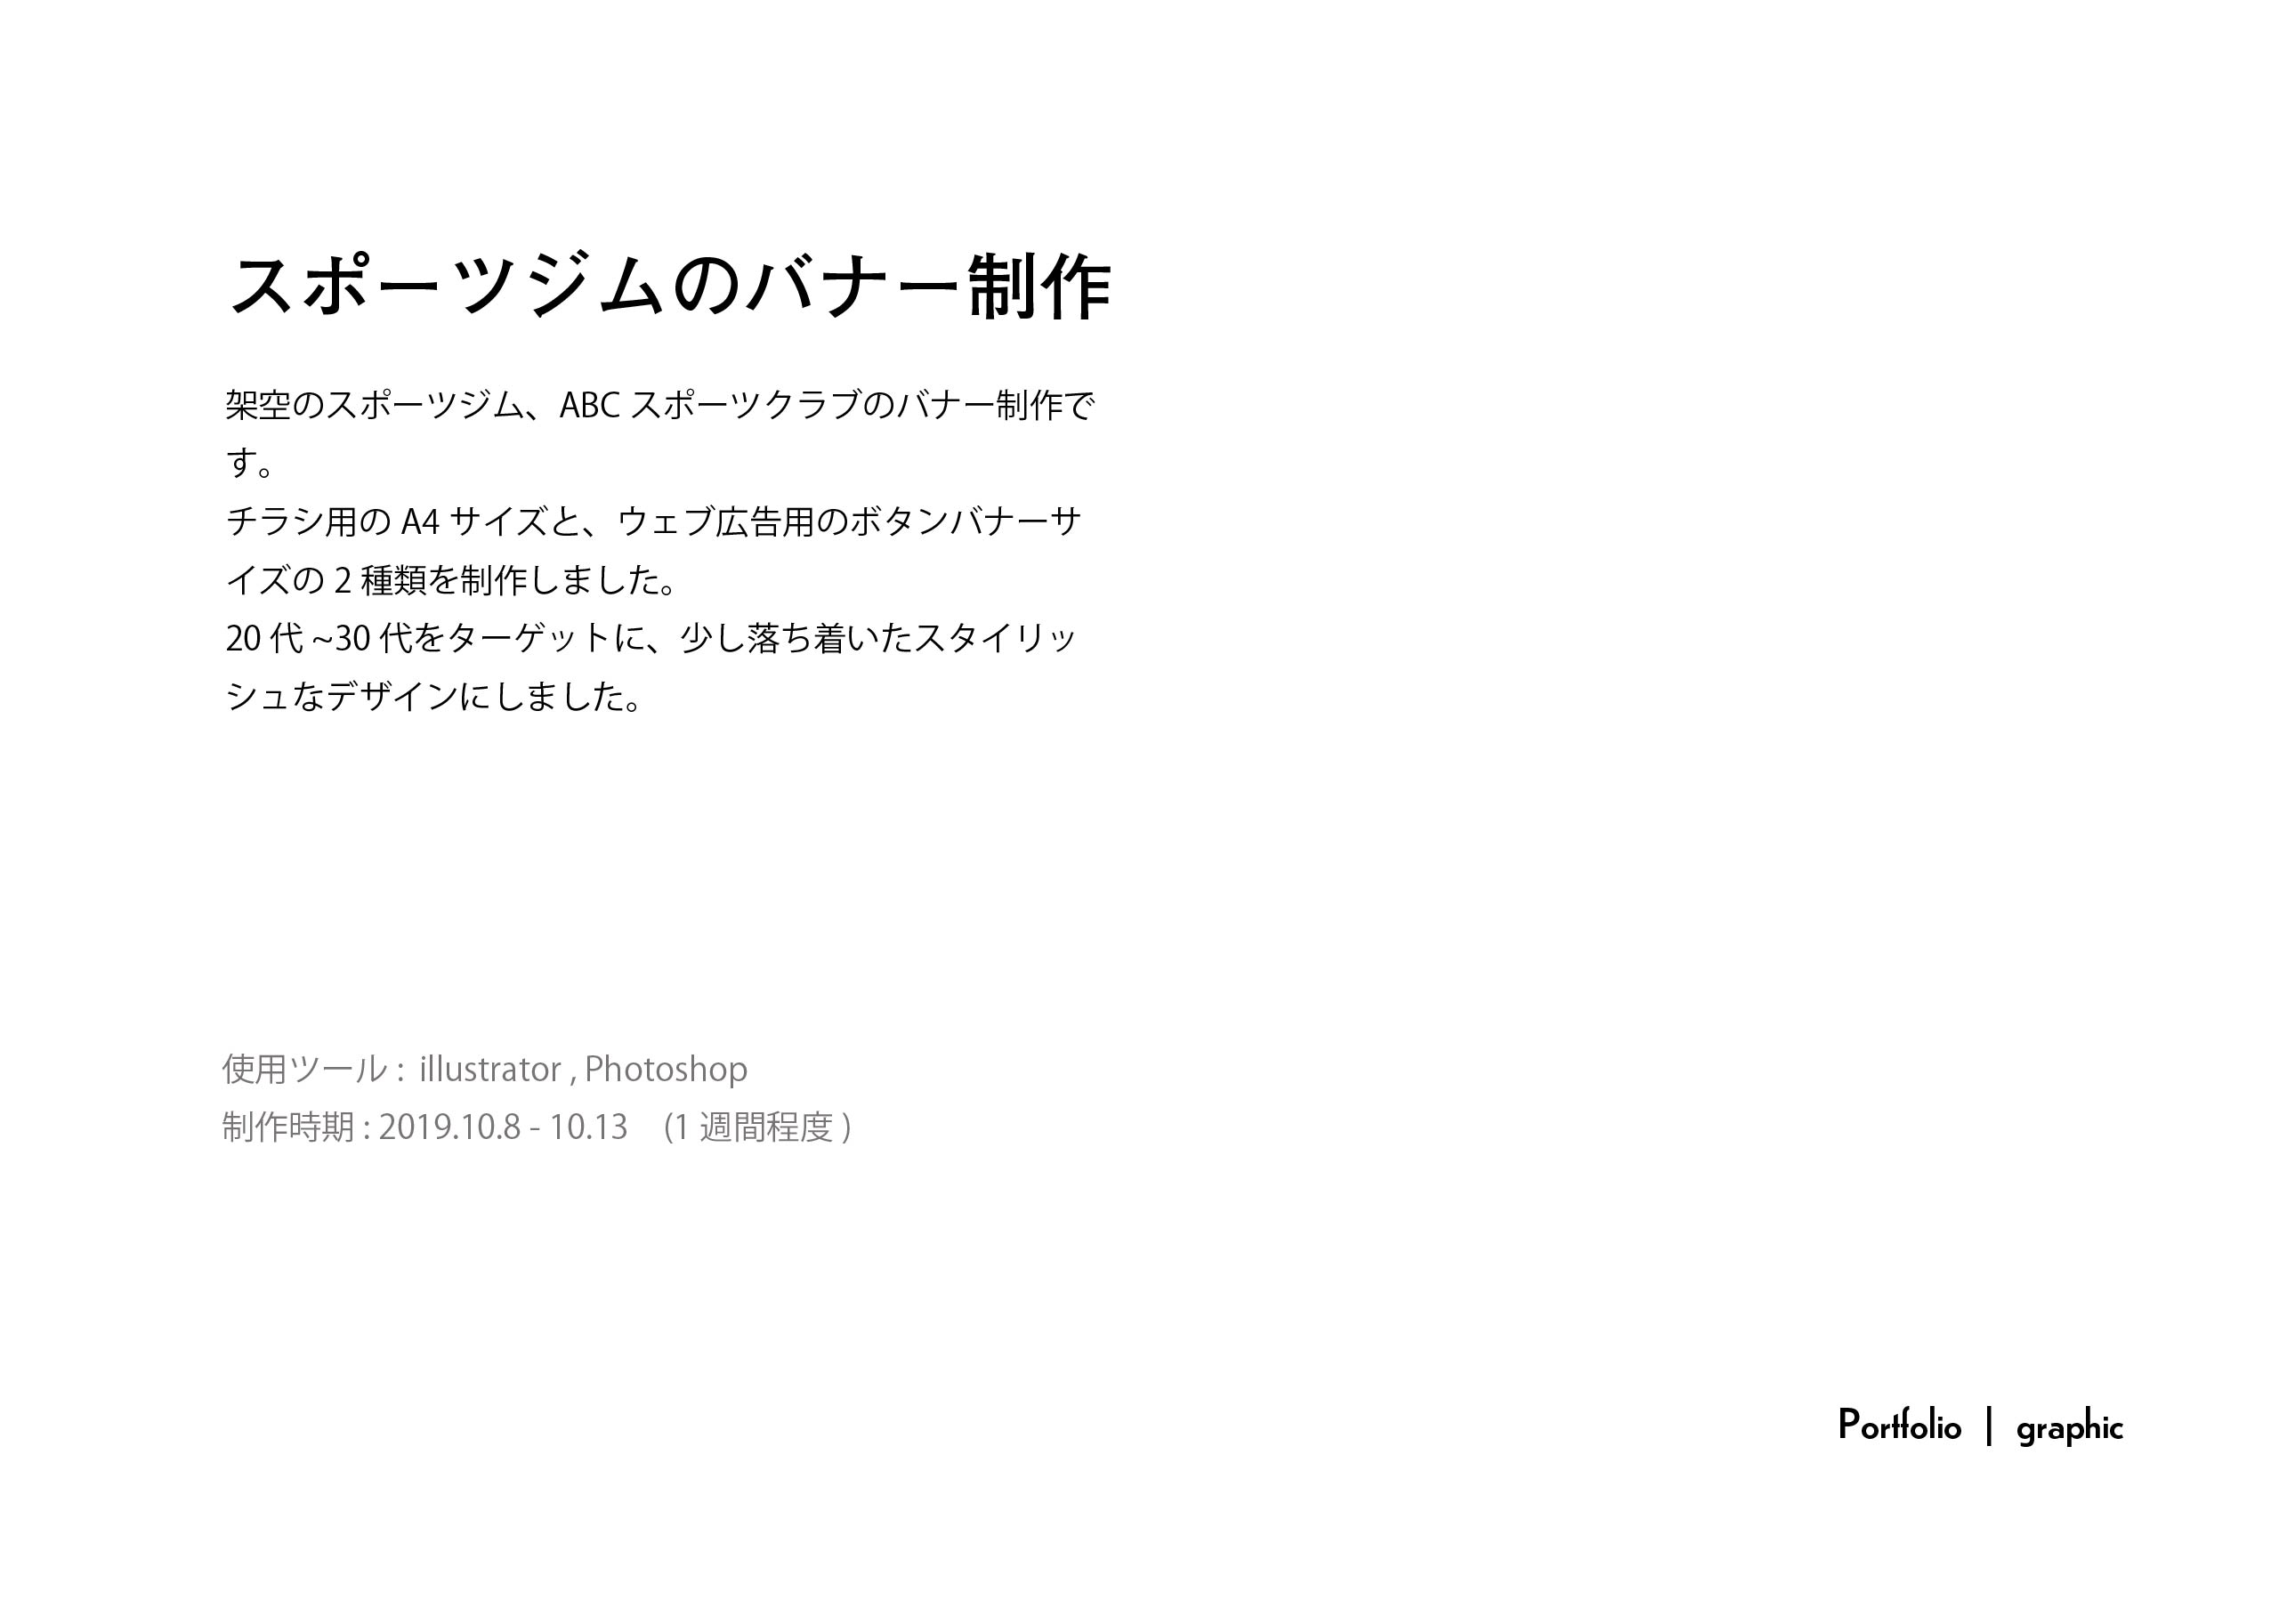 スポーツジムのバナー制作
架空のスポーツジム、ABC スポーツクラブのバナー制作で
す。
チラシ用の A4 サイズと、ウェブ広告用のボタンバナーサ
イズの 2 種類を制作しました。
20 代 ~30 代をターゲットに、少し落ち着いたスタイリッ
シュなデザインにしました。
使用ツール : illustrator , Photoshop
制作時期 : 2019.10.8 - 10.13　(1 週間程度 )
Portfolio | graphic